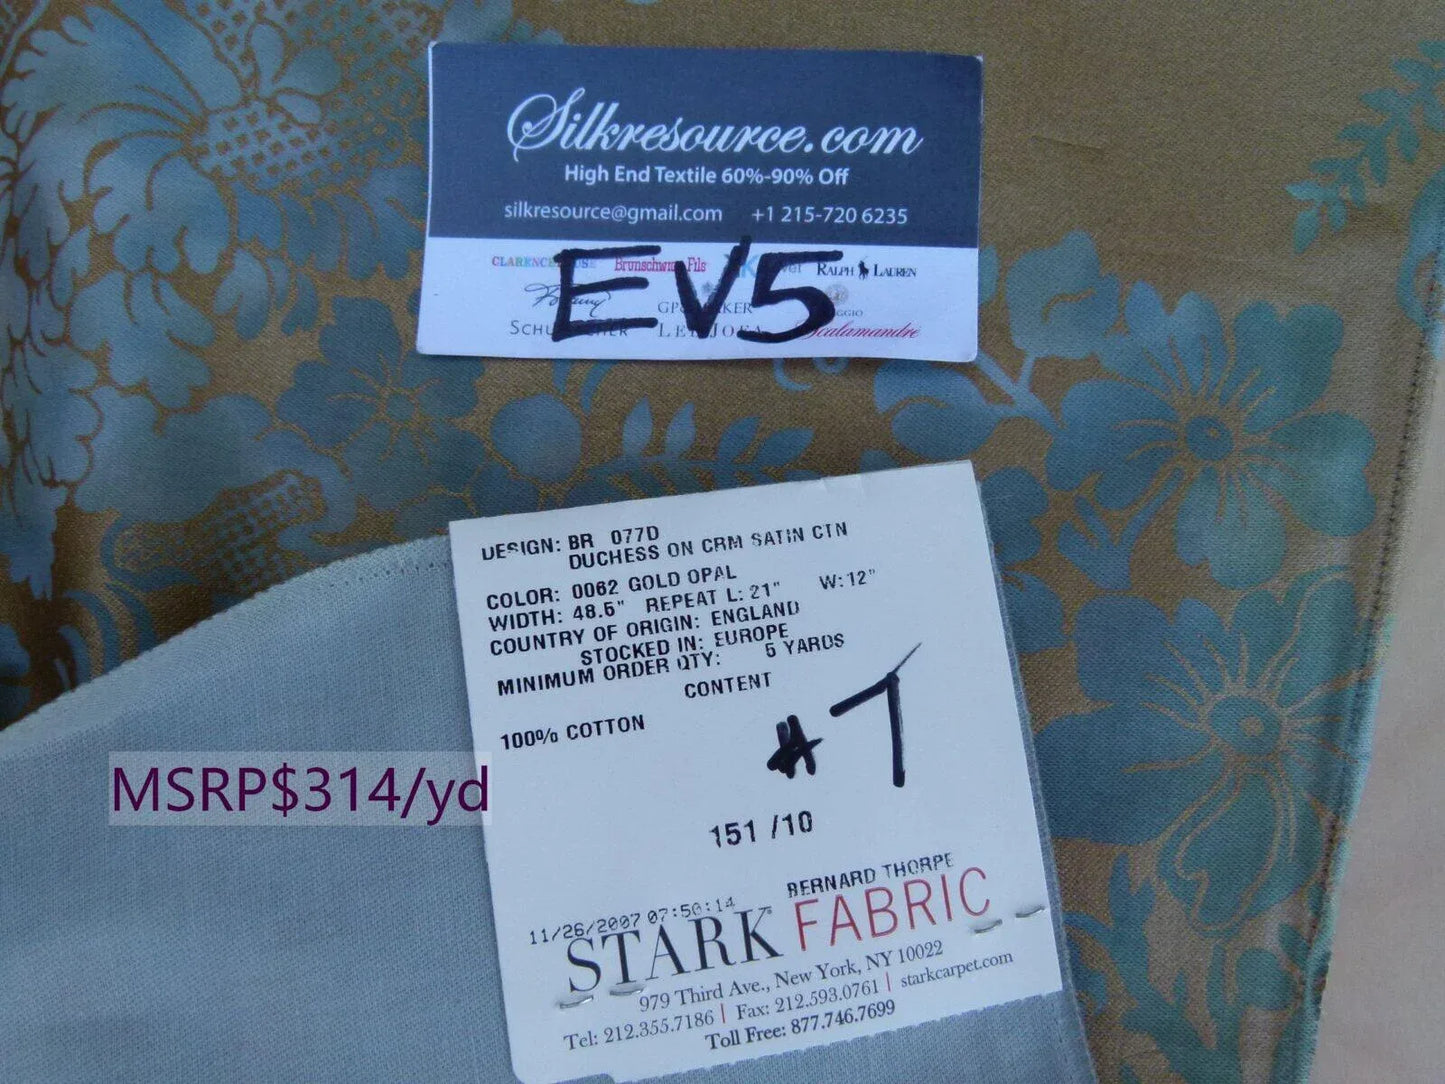 Silkresource.com
High End Textile 60%-90% Off
silkresource@gmail.com +1 215-720 6235
Fils RALPH LAUREN
EV5
Scalamandré
DESIGN: BR 077D
DUCHESS ON CRM SATIN CTN
COLOR: 0062 GOLD OPAL
WIDTH: 48.5" REPEAT L: 21" W: 12"
COUNTRY OF ORIGIN: ENGLAND
STOCKED IN: EUROPE
MINIMUM ORDER QTY: 5 YARDS
CONTENT
100% COTTON
#7
MSRP$314/yd
151 /10
BERNARD THORPE
11/26/2007 07:50:14
STARK FABRIC
979 Third Ave., New York, NY 10022
Tel: 212.355.7186 | Fax: 212.593.0761 | starkcarpet.com
Toll Free: 877.746.7699